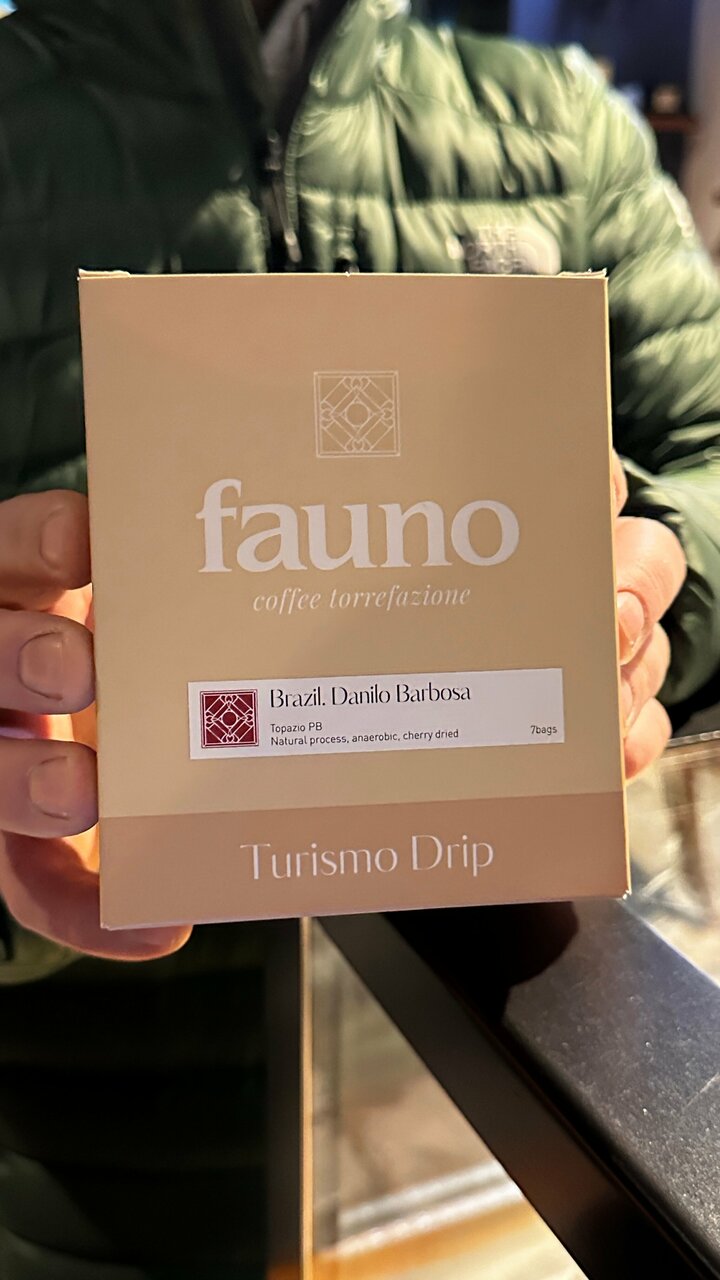 fauno
coffee torrefazione
Brazil. Danilo Barbosa
Topazio PB
Natural process, anaerobic, cherry dried
7bags
Turismo Drip